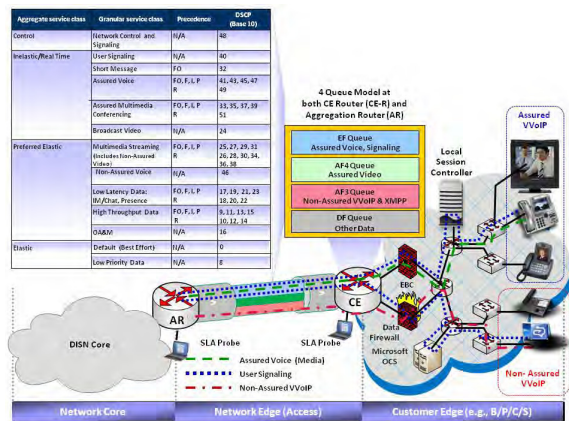 Aggregate service class Granular service class Precedence DSCP (Base 10)
Control Network Control and Signaling N/A 48
Inelastic/Real Time User Signaling N/A 40
Short Message FO 32
Assured Voice FO, F, I, P R 41, 43, 45, 47 49
Assured Multimedia Conferencing FO, F, I, P R 33, 35, 37, 39 51
Broadcast Video N/A 24
Preferred Elastic Multimedia Streaming (Includes Non-Assured Video) FO, F, I, P R 25, 27, 29, 31 26, 28, 30, 34, 36, 38
Non-Assured Voice N/A 46
Low Latency Data: IM/Chat, Presence FO, F, I, P R 17, 19, 21, 23 18, 20, 22
High Throughput Data FO, F, I, P R 9, 11, 13, 15 10, 12, 14
OA&M N/A 16
Elastic Default (Best Effort) N/A 0
Low Priority Data N/A 8
4 Queue Model at
both CE Router (CE-R) and
Aggregation Router (AR)
EF Queue
Assured Voice, Signaling
AF4 Queue
Assured Video
AF3 Queue
Non-Assured VVoIP & XMPP
DF Queue
Other Data
Local
Session
Controller
Assured
VVoIP
EBC
AR
CE
Data
Firewall
Microsoft
OCS
DISN Core
SLA Probe
SLA Probe
Assured Voice (Media)
User Signaling
Non-Assured VVoIP
Non- Assured
VVoIP
Network Core
Network Edge (Access)
Customer Edge (e.g., B/P/C/S)